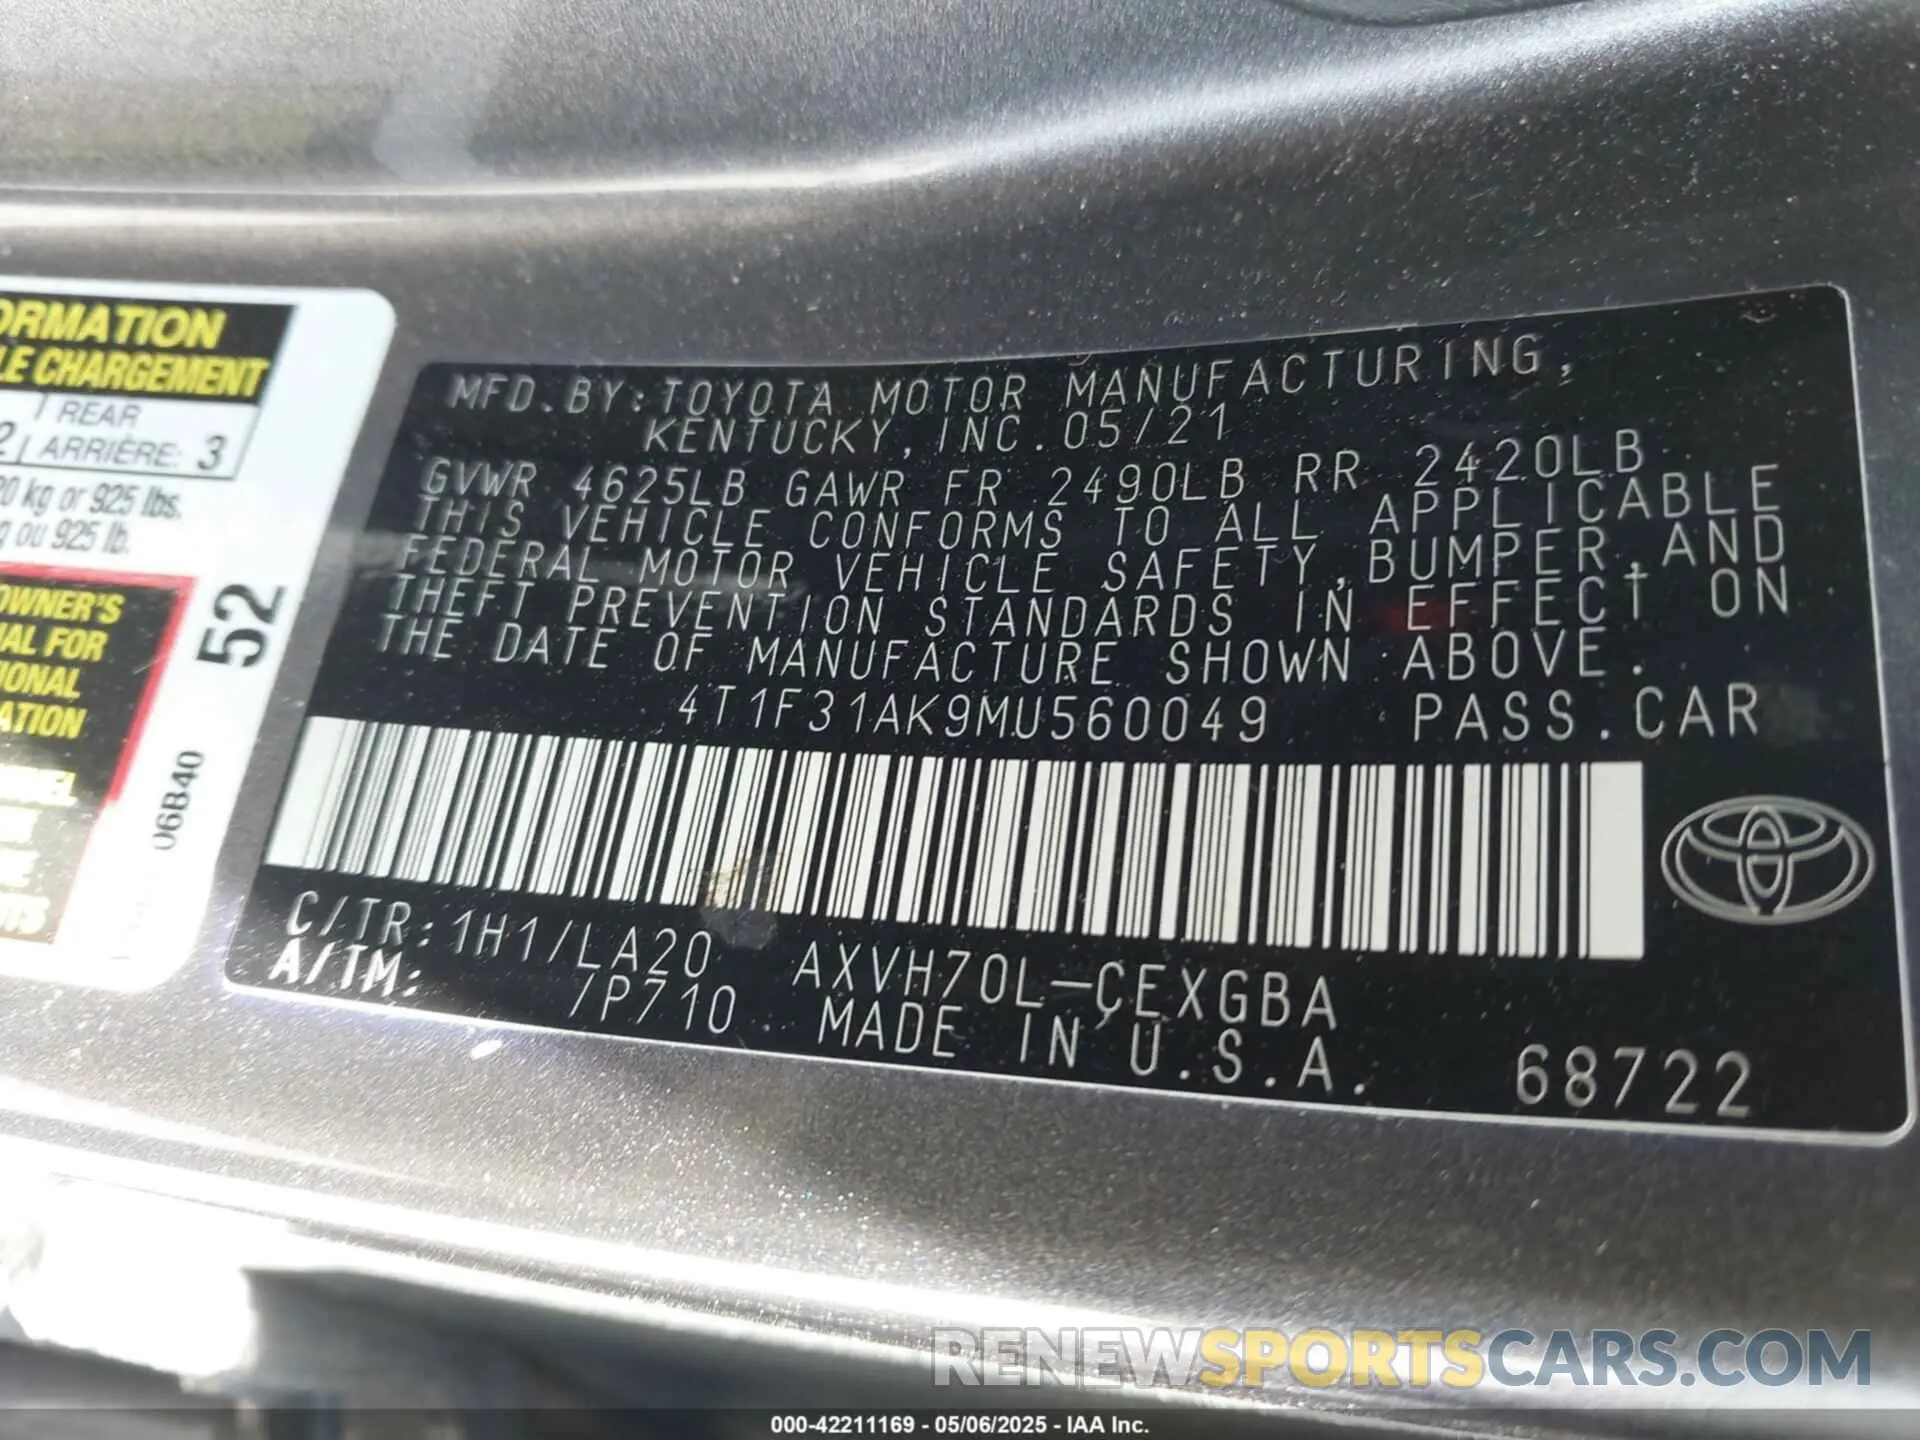 ORMATION
LE CHARGEMENT
REAR
2 ARRIÈRE: 3
20 kg or 925 lbs.
g ou 925 lb.
OWNER'S
AL FOR
IONAL
ATION
52
06B40
MFD.BY:TOYOTA MOTOR MANUFACTURING,
KENTUCKY,INC.05/21
GVWR 4625LB GAWR FR 2490LB RR 2420LB
THIS VEHICLE CONFORMS TO ALL APPLICABLE
FEDERAL MOTOR VEHICLE SAFETY,BUMPER,AND
THEFT PREVENTION STANDARDS IN EFFECT ON
THE DATE OF MANUFACTURE SHOWN ABOVE.
4T1F31AK9MU560049 PASS.CAR
C/TR:1H1/LA20 AXVH70L-CEXGBA
A/TM: /P710 MADE IN U.S.A. 68722
RENEWSPORTSCARS.COM
000-42211169 - 05/06/2025 - IAA Inc.